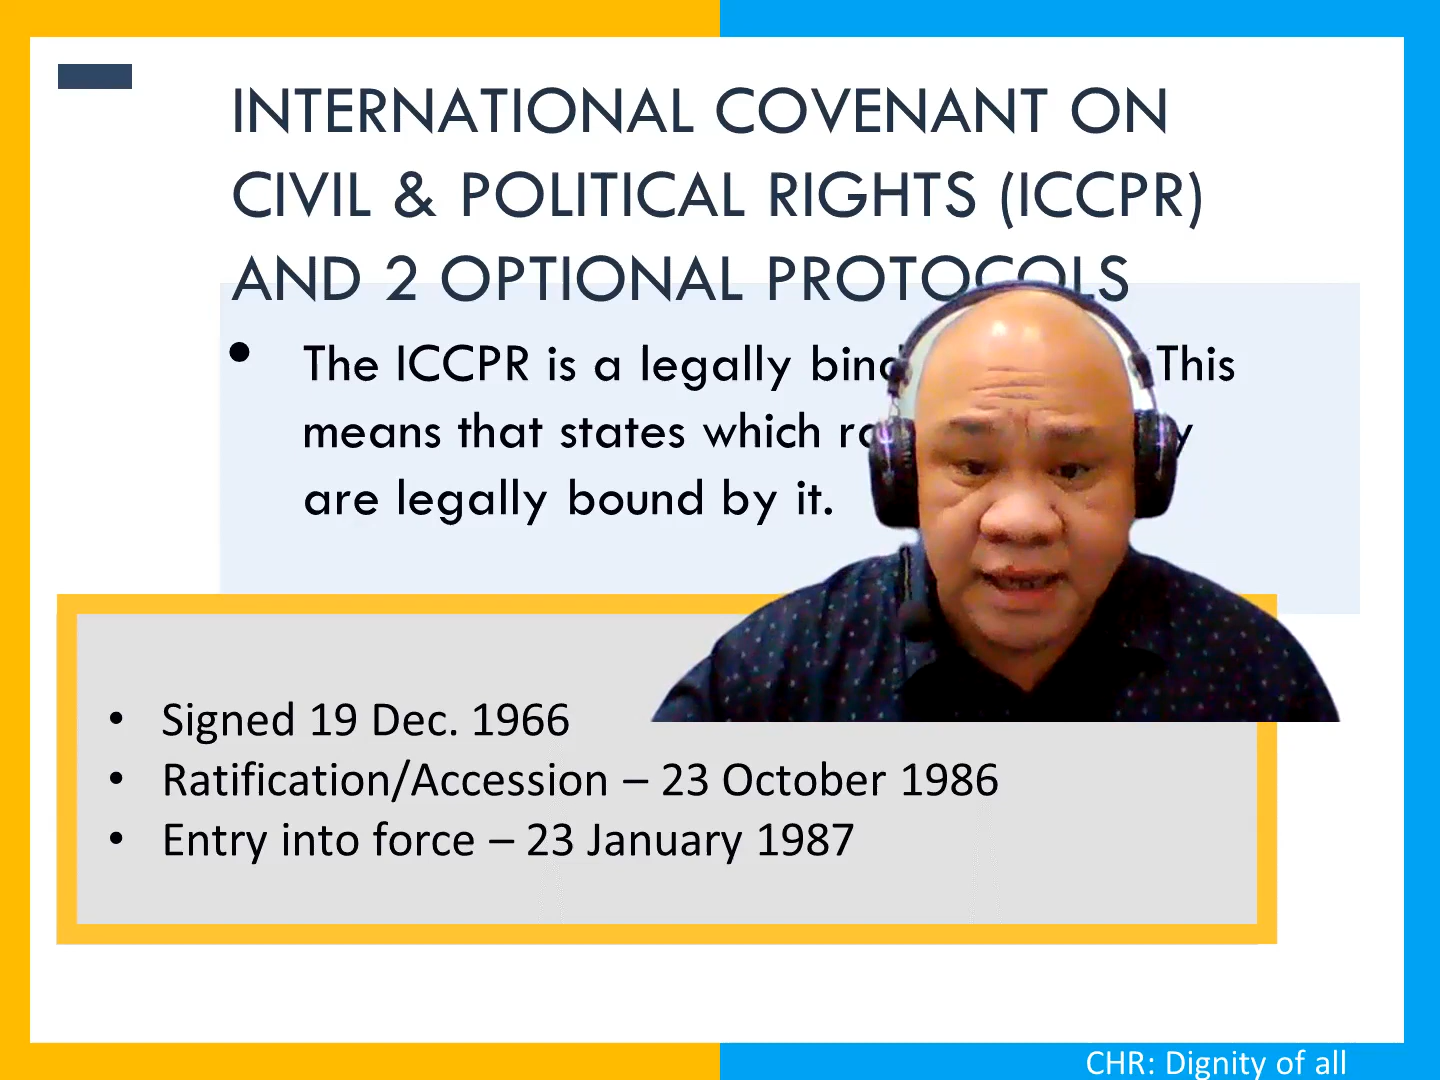 INTERNATIONAL COVENANT ON
CIVIL & POLITICAL RIGHTS (ICCPR)
AND 2 OPTIONAL PROTOCOLS
• The ICCPR is a legally This
means that states which
are legally bound by it.
• Signed 19 Dec. 1966
• Ratification/Accession – 23 October 1986
• Entry into force – 23 January 1987
CHR: Dignity of all